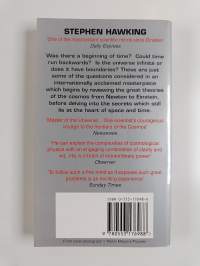 STEPHEN HAWKING
'One of the most brilliant scientific minds since Einstein'
Daily Express
Was there a beginning of time? Could time
run backwards? Is the universe infinite or
does it have boundaries? These are just
some of the questions considered in an
internationally acclaimed masterpiece
which begins by reviewing the great theories
of the cosmos from Newton to Einstein,
before delving into the secrets which still
lie at the heart of space and time.
'Master of the Universe... One scientist's courageous
voyage to the frontiers of the Cosmos'
Newsweek
'He can explain the complexities of cosmological
physics with an engaging combination of clarity and
wit. His is a brain of extraordinary power'
Observer
'To follow such a fine mind as it exposes such great
problems is an exciting experience'
Sunday Times